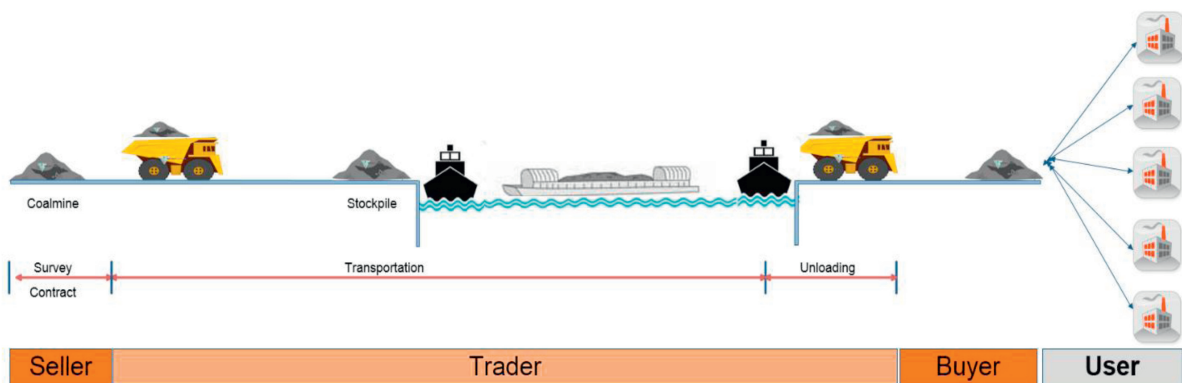 Coalmine
Stockpile
Survey
Transportation
Unloading
Contract
Seller
Trader
Buyer
User